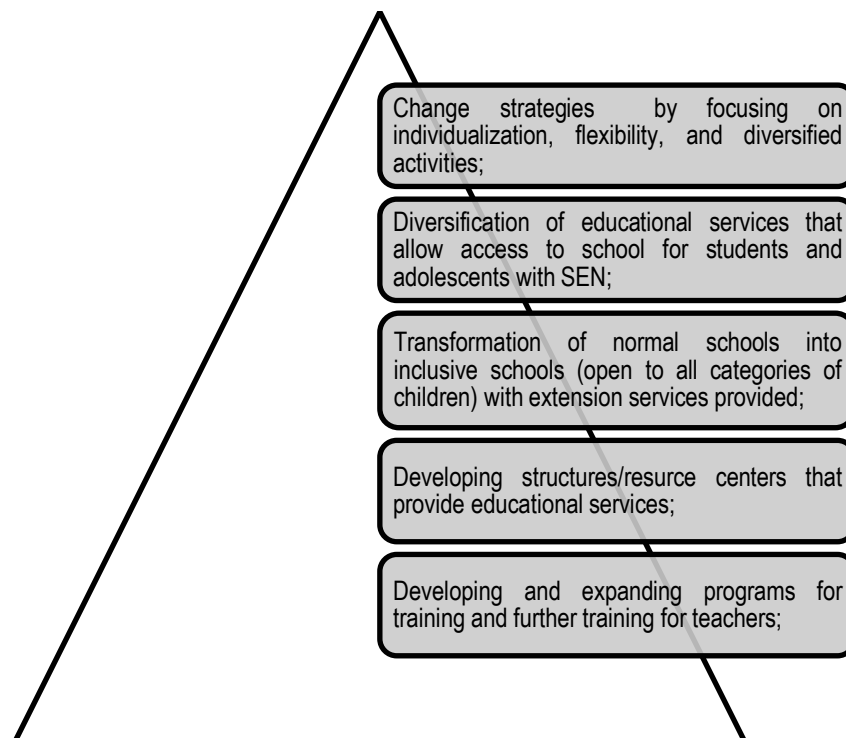 Change strategies by focusing on
individualization, flexibility, and diversified
activities;
Diversification of educational services that
allow access to school for students and
adolescents with SEN;
Transformation of normal schools into
inclusive schools (open to all categories of
children) with extension services provided;
Developing structures/resurce centers that
provide educational services;
Developing and expanding programs for
training and further training for teachers;